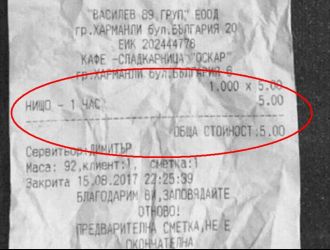 "ВАСИЛЕВ 89 ГРУП" ЕООД
гр.ХАРМАНЛИ бул.БЪЛГАРИЯ 20
ЕИК 202444778
КАФЕ -СЛАДКАРНИЦА "ОСКАР"
гр.ХАРМАНЛИ бул.БЪЛГАРИЯ 6
1.000 x 5.00
НИЩО - 1 ЧАС 5.00
ОБЩА СТОЙНОСТ:5.00
Сервитьор:ДИМИТЪР
Маса: 92,клиент:1, сметка:1
Закрита 15.08.2017 22:25:39
БЛАГОДАРИМ ВИ,ЗАПОВЯДАЙТЕ
ОТНОВО!
ПРЕДВАРИТЕЛНА СМЕТКА,НЕ Е
ОКОНЧАТЕЛНА